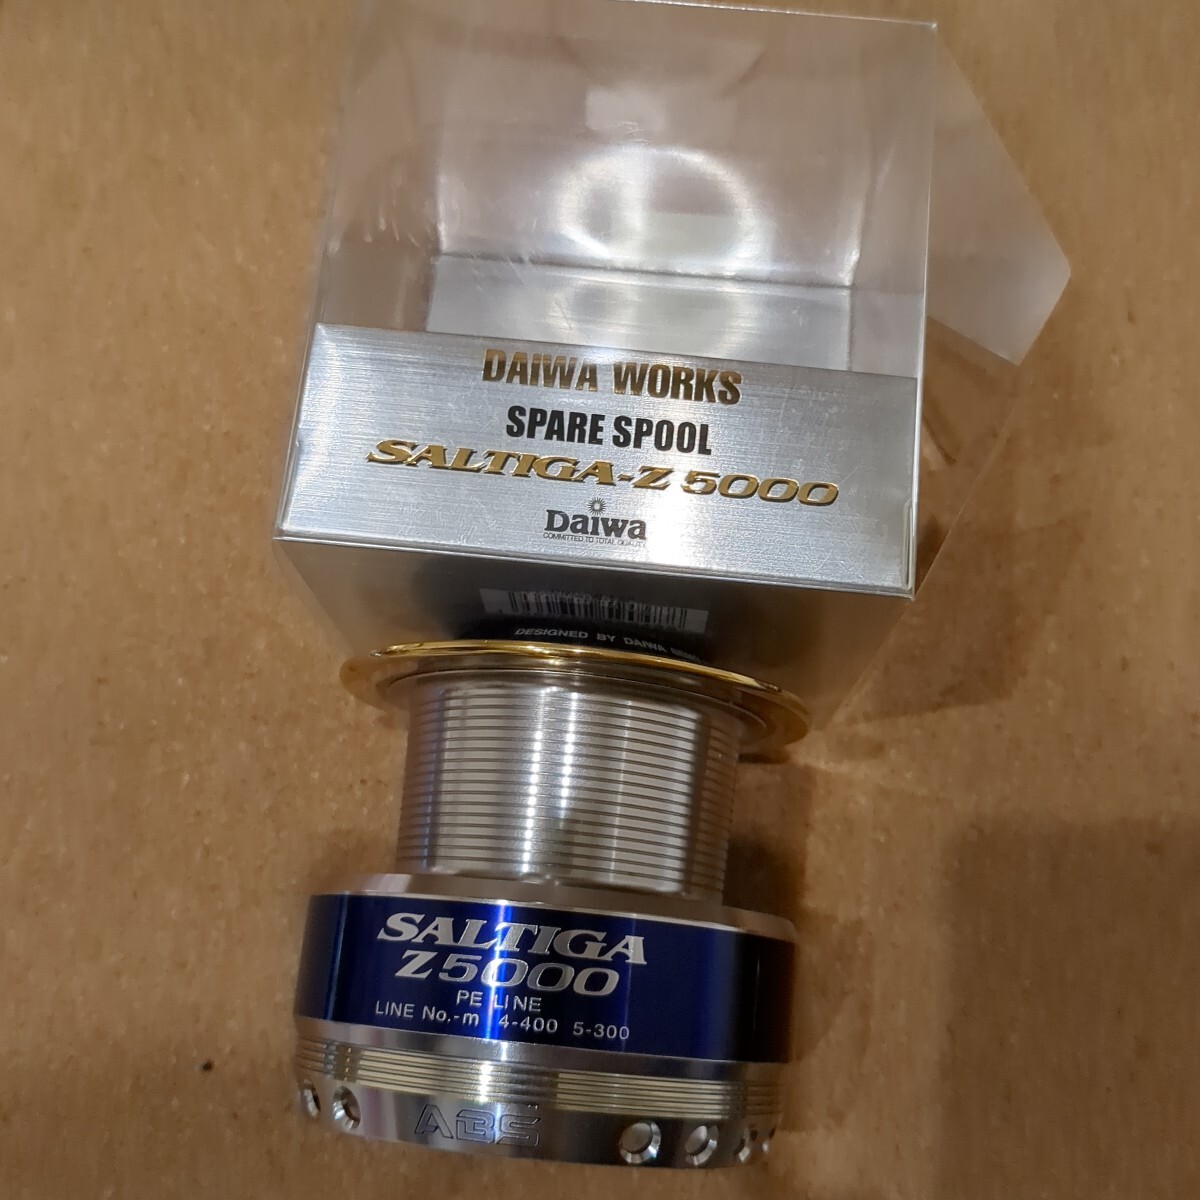 DAIWA WORKS
SPARE SPOOL
SALTIGA-Z 5000
Daiwa
COMMITTED TO TOTAL QUALITY
DESIGNED BY DAIWA
SALTIGA
Z5000
PE LINE
LINE No.-m 4-400 5-300
ABS